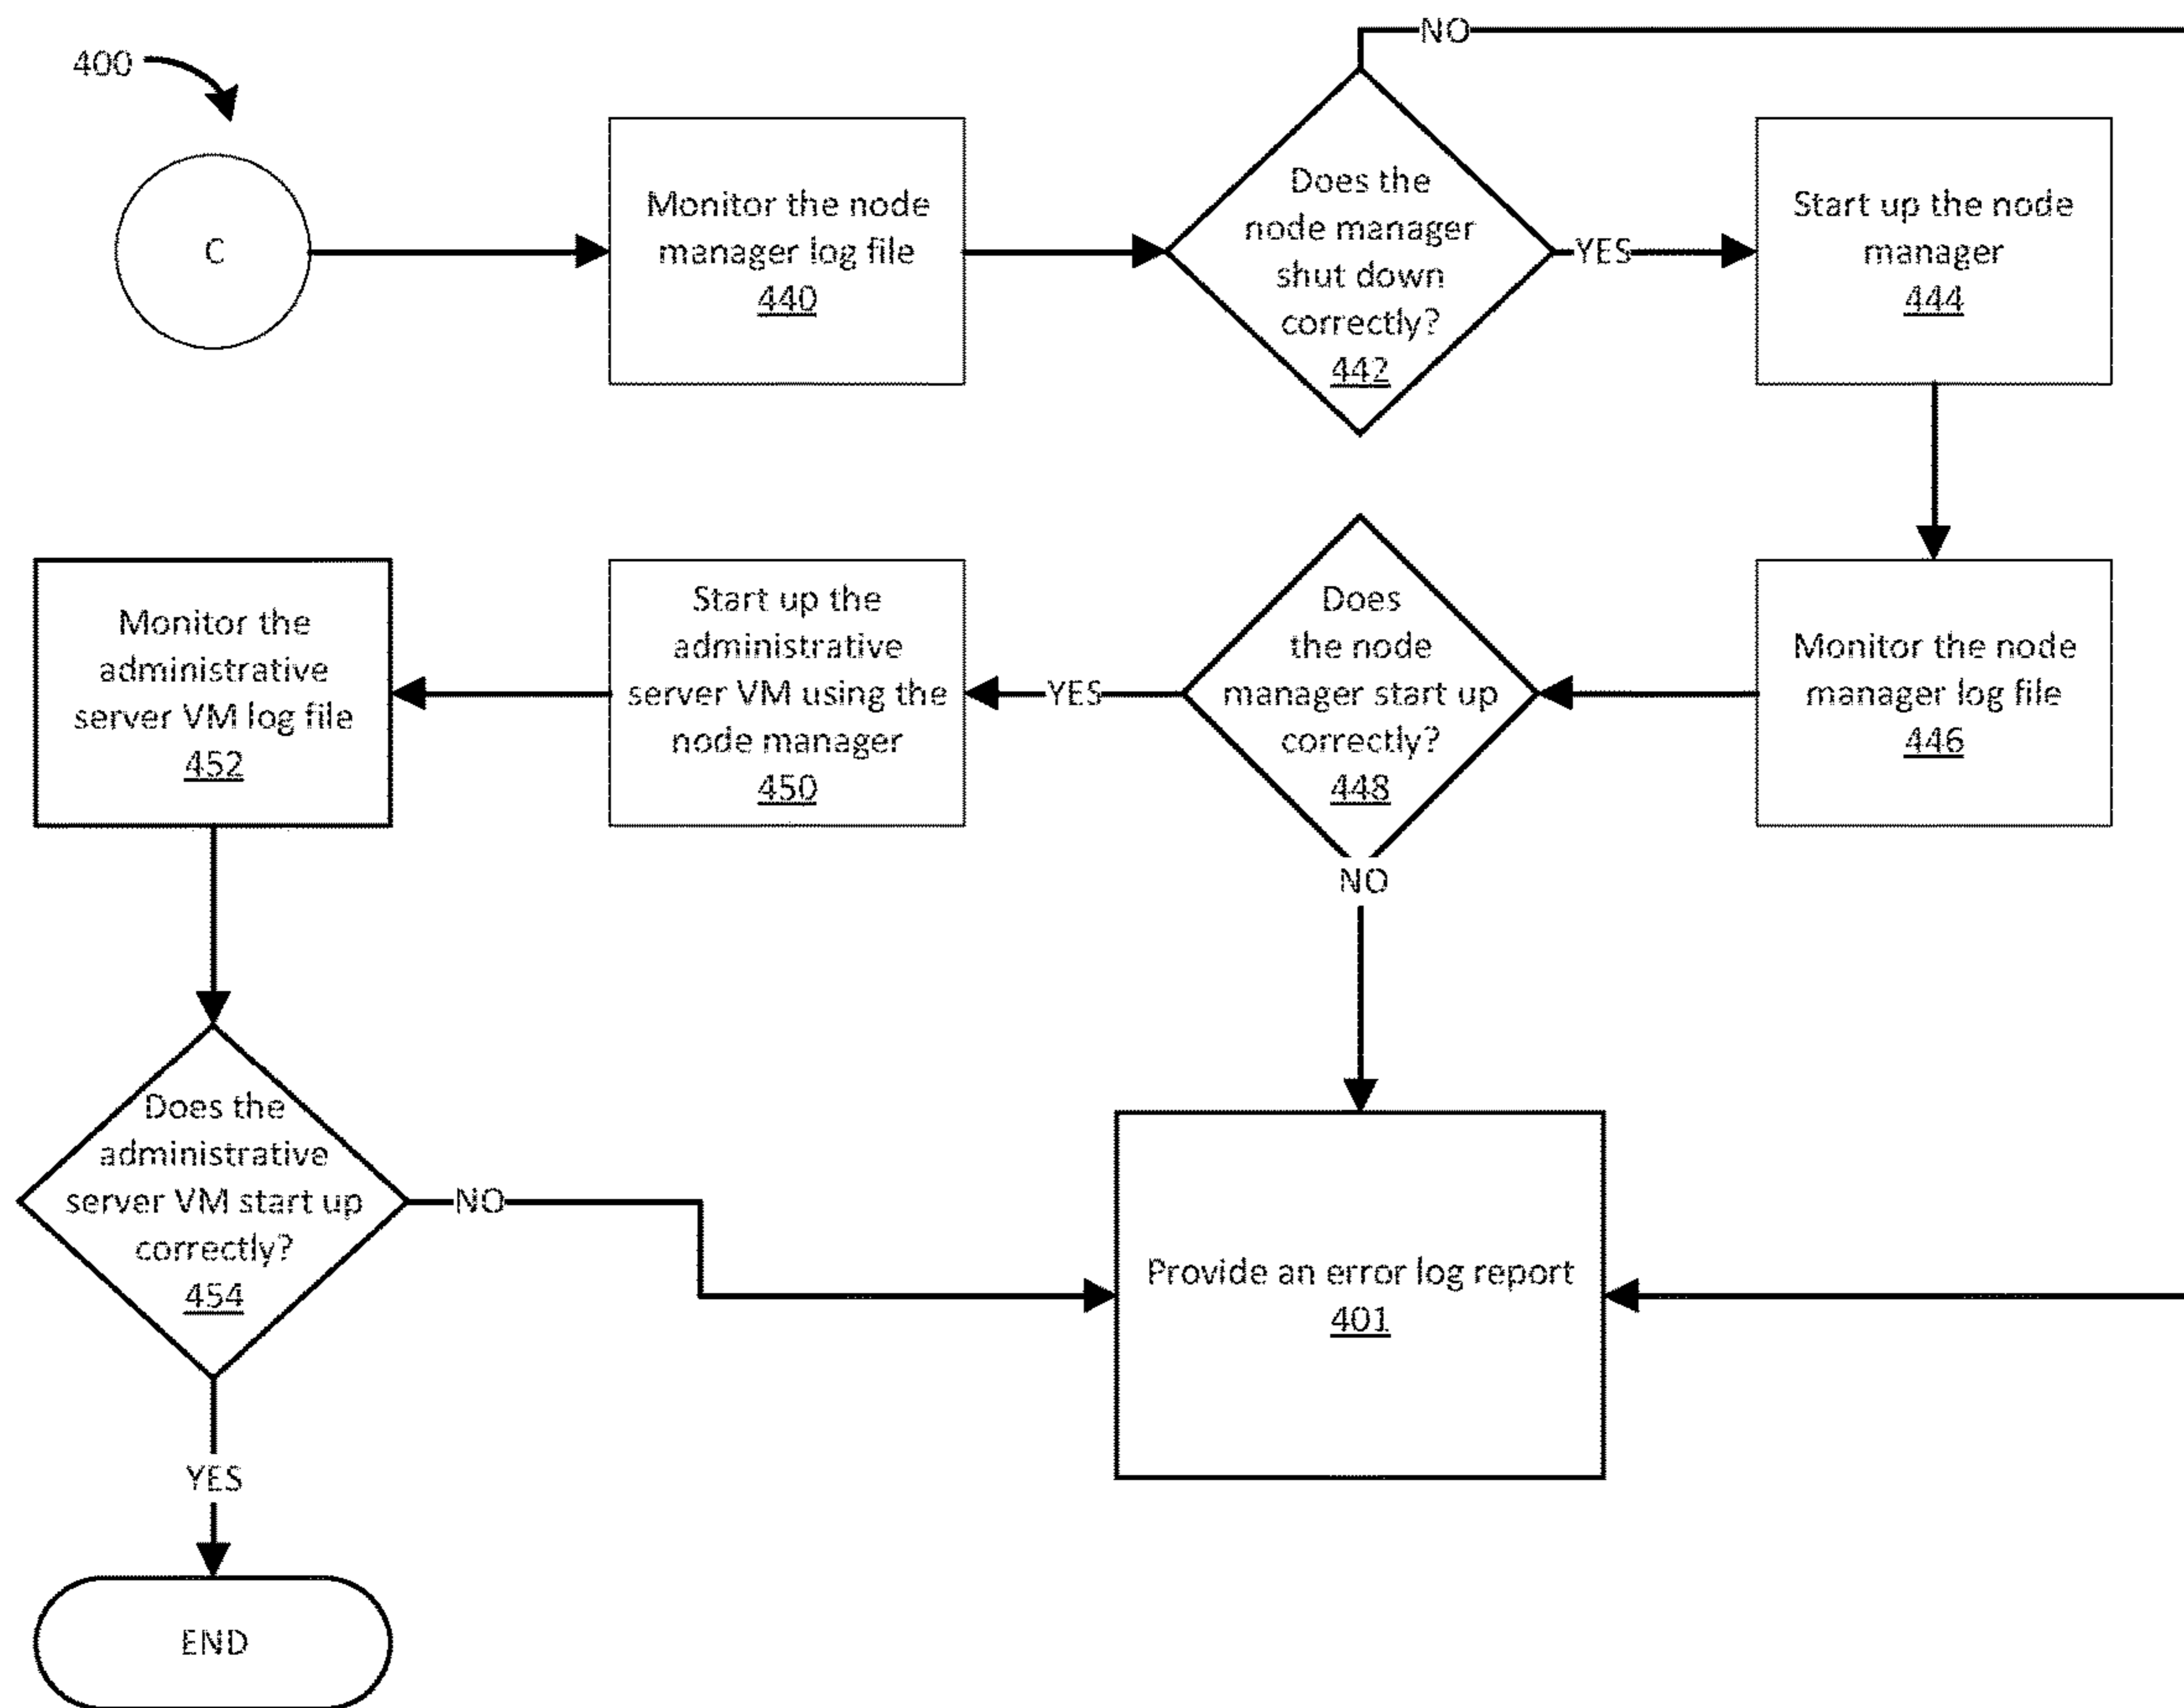 400
C
Monitor the node
manager log file
440
NO
Does the
node manager
shut down
correctly?
442
YES
Start up the node
manager
444
Monitor the
administrative
server VM log file
452
Start up the
administrative
server VM using the
node manager
450
YES
Does
the node
manager start up
correctly?
448
NO
Monitor the node
manager log file
446
Does the
administrative
server VM start up
correctly?
454
NO
Provide an error log report
401
YES
END